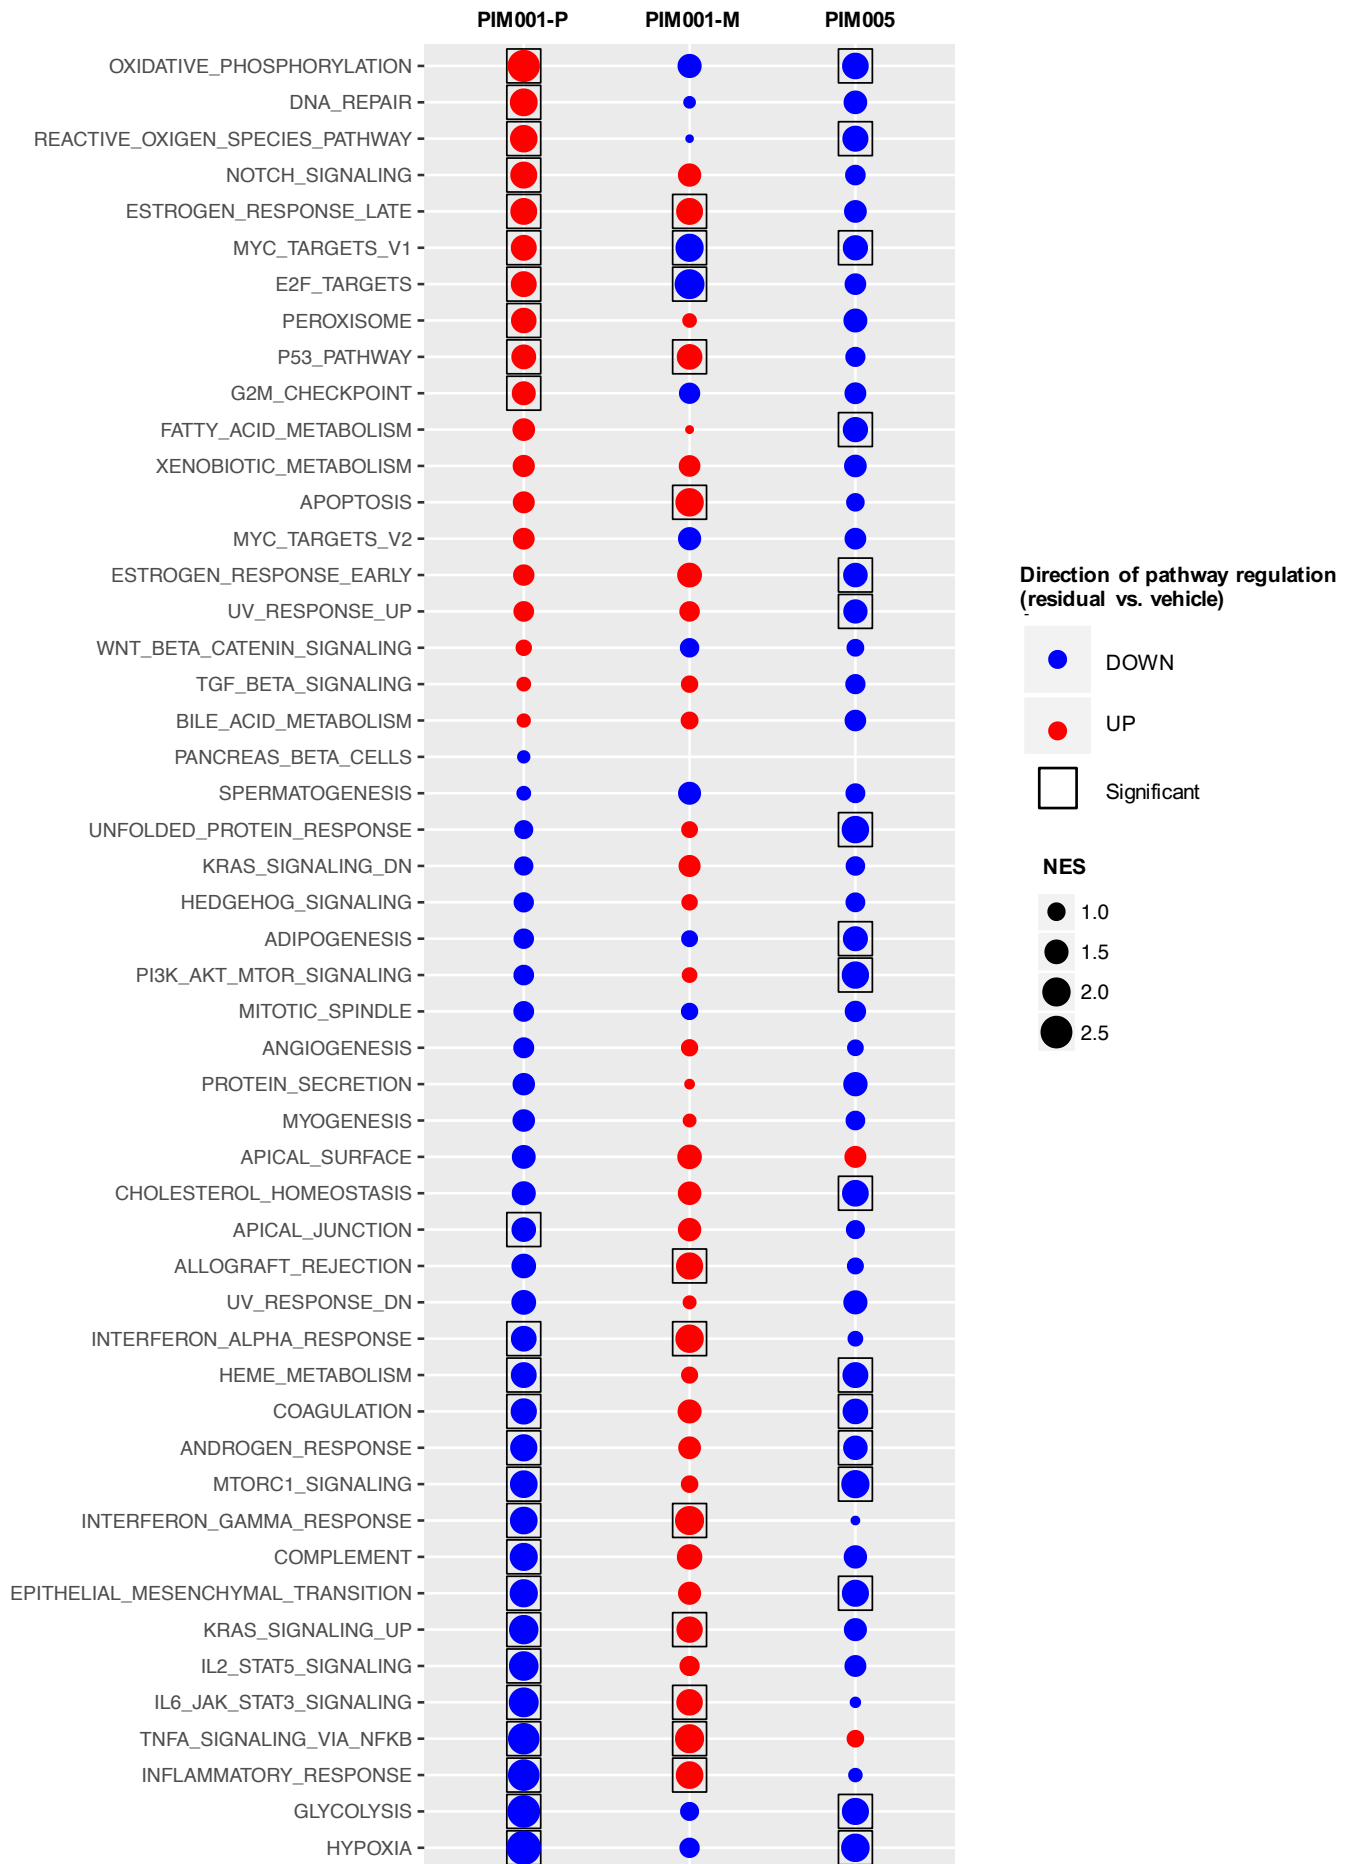 PIM001-P PIM001-M PIM005
OXIDATIVE_PHOSPHORYLATION
DNA_REPAIR
REACTIVE_OXIGEN_SPECIES_PATHWAY
NOTCH_SIGNALING
ESTROGEN_RESPONSE_LATE
MYC_TARGETS_V1
E2F_TARGETS
PEROXISOME
P53_PATHWAY
G2M_CHECKPOINT
FATTY_ACID_METABOLISM
XENOBIOTIC_METABOLISM
APOPTOSIS
MYC_TARGETS_V2
ESTROGEN_RESPONSE_EARLY
UV_RESPONSE_UP
WNT_BETA_CATENIN_SIGNALING
TGF_BETA_SIGNALING
BILE_ACID_METABOLISM
PANCREAS_BETA_CELLS
SPERMATOGENESIS
UNFOLDED_PROTEIN_RESPONSE
KRAS_SIGNALING_DN
HEDGEHOG_SIGNALING
ADIPOGENESIS
PI3K_AKT_MTOR_SIGNALING
MITOTIC_SPINDLE
ANGIOGENESIS
PROTEIN_SECRETION
MYOGENESIS
APICAL_SURFACE
CHOLESTEROL_HOMEOSTASIS
APICAL_JUNCTION
ALLOGRAFT_REJECTION
UV_RESPONSE_DN
INTERFERON_ALPHA_RESPONSE
HEME_METABOLISM
COAGULATION
ANDROGEN_RESPONSE
MTORC1_SIGNALING
INTERFERON_GAMMA_RESPONSE
COMPLEMENT
EPITHELIAL_MESENCHYMAL_TRANSITION
KRAS_SIGNALING_UP
IL2_STAT5_SIGNALING
IL6_JAK_STAT3_SIGNALING
TNFA_SIGNALING_VIA_NFKB
INFLAMMATORY_RESPONSE
GLYCOLYSIS
HYPOXIA
Direction of pathway regulation
(residual vs. vehicle)
DOWN
UP
Significant
NES
1.0
1.5
2.0
2.5